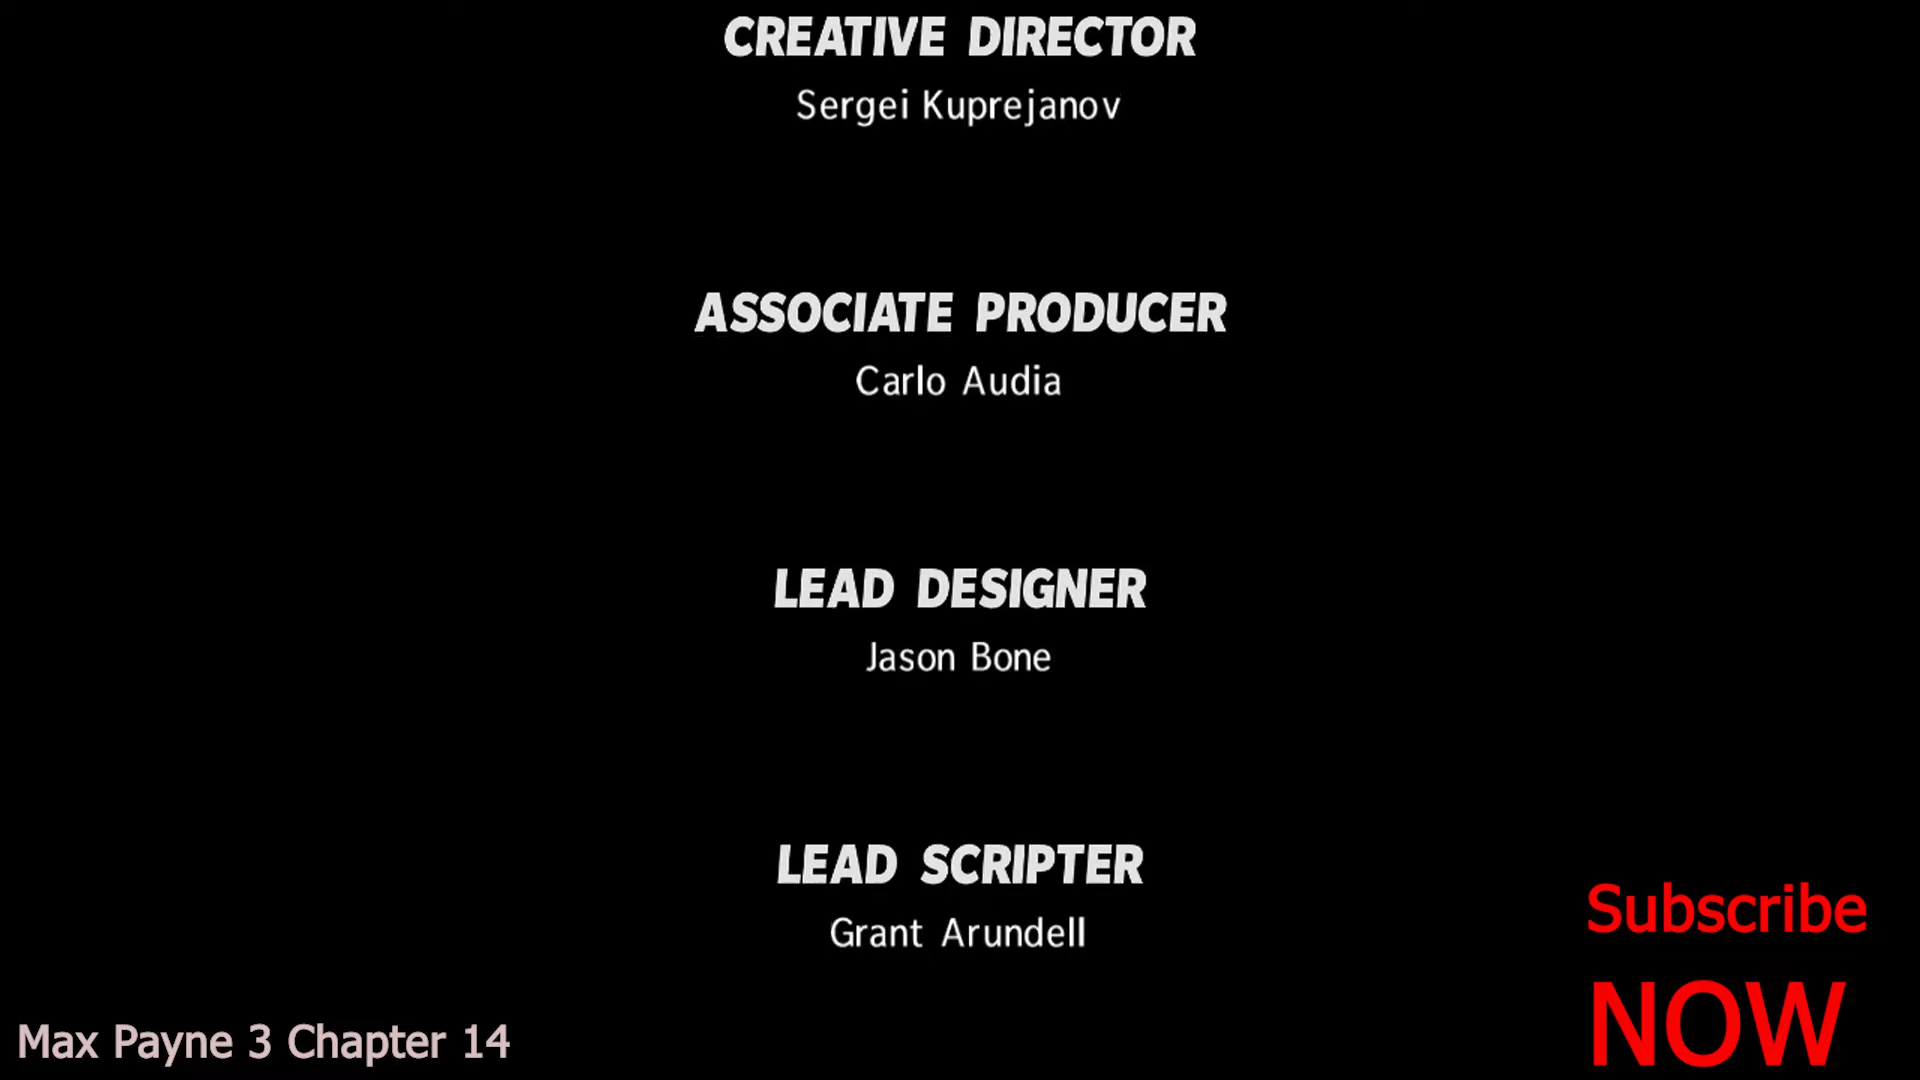 CREATIVE DIRECTOR
Sergei Kuprejanov
ASSOCIATE PRODUCER
Carlo Audia
LEAD DESIGNER
Jason Bone
LEAD SCRIPTER
Grant Arundell
Subscribe
NOW
Max Payne 3 Chapter 14